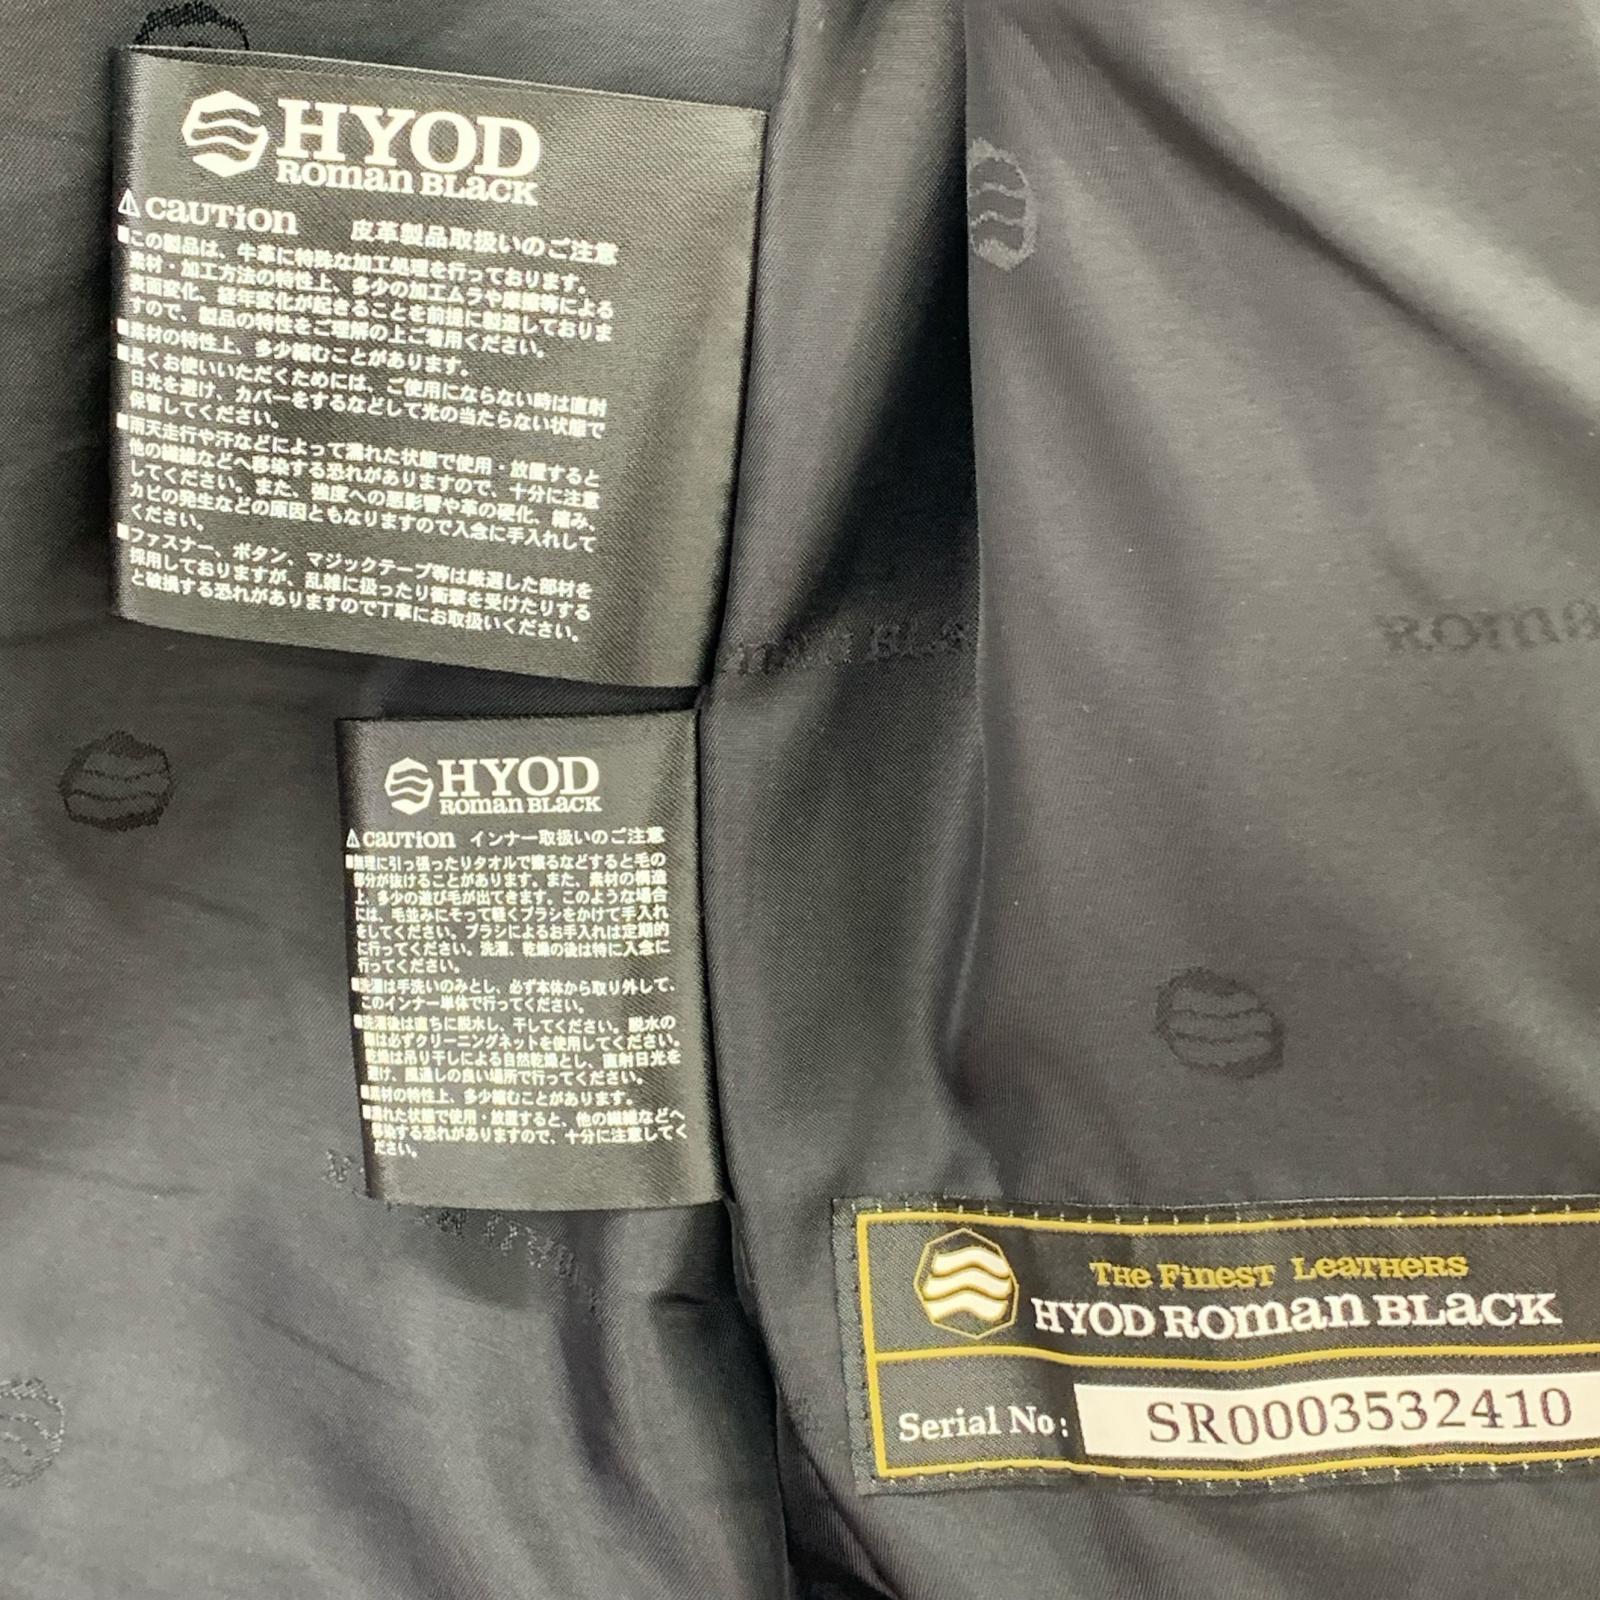 HYOD
ROMAN BLACK
⚠CAUTION 皮革製品取扱いのご注意
■この製品は、牛革に特殊な加工処理を行っております。
素材・加工方法の特性上、多少の加工ムラや摩擦等による
表面変化、経年変化が起きることを前提に製造しておりま
すので、製品の特性をご理解の上ご着用ください。
■素材の特性上、多少縮むことがあります。
■長くお使いいただくためには、ご使用にならない時は直射
日光を避け、カバーをするなどして光の当たらない状態で
保管してください。
■雨天走行や汗などによって濡れた状態で使用・放置すると
他の繊維などへ移染する恐れがありますので、十分に注意
してください。また、強度への悪影響や革の硬化、縮み、
カビの発生などの原因ともなりますので入念に手入れして
ください。
■ファスナー、ボタン、マジックテープ等は厳選した部材を
採用しておりますが、乱雑に扱ったり衝撃を受けたりする
と破損する恐れがありますので丁寧にお取扱いください。
HYOD
ROMAN BLACK
⚠CAUTION インナー取扱いのご注意
■無理に引っ張ったりタオルで擦るなどすると毛の
部分が抜けることがあります。また、素材の構造
上、多少の遊び毛が出てきます。このような場合
には、毛並みにそって軽くブラシをかけて手入れ
をしてください。ブラシによるお手入れは定期的
に行ってください。洗濯、乾燥の後は特に入念に
行ってください。
■洗濯は手洗いのみとし、必ず本体から取り外して、
このインナー単体で行ってください。
■洗濯後は直ちに脱水し、干してください。脱水の
際は必ずクリーニングネットを使用してください。
乾燥は吊り干しによる自然乾燥とし、直射日光を
避け、風通しの良い場所で行ってください。
■素材の特性上、多少縮むことがあります。
■濡れた状態で使用・放置すると、他の繊維などへ
移染する恐れがありますので、十分に注意してく
ださい。
THE FINEST LEATHERS
HYOD ROMAN BLACK
Serial No: SR0003532410